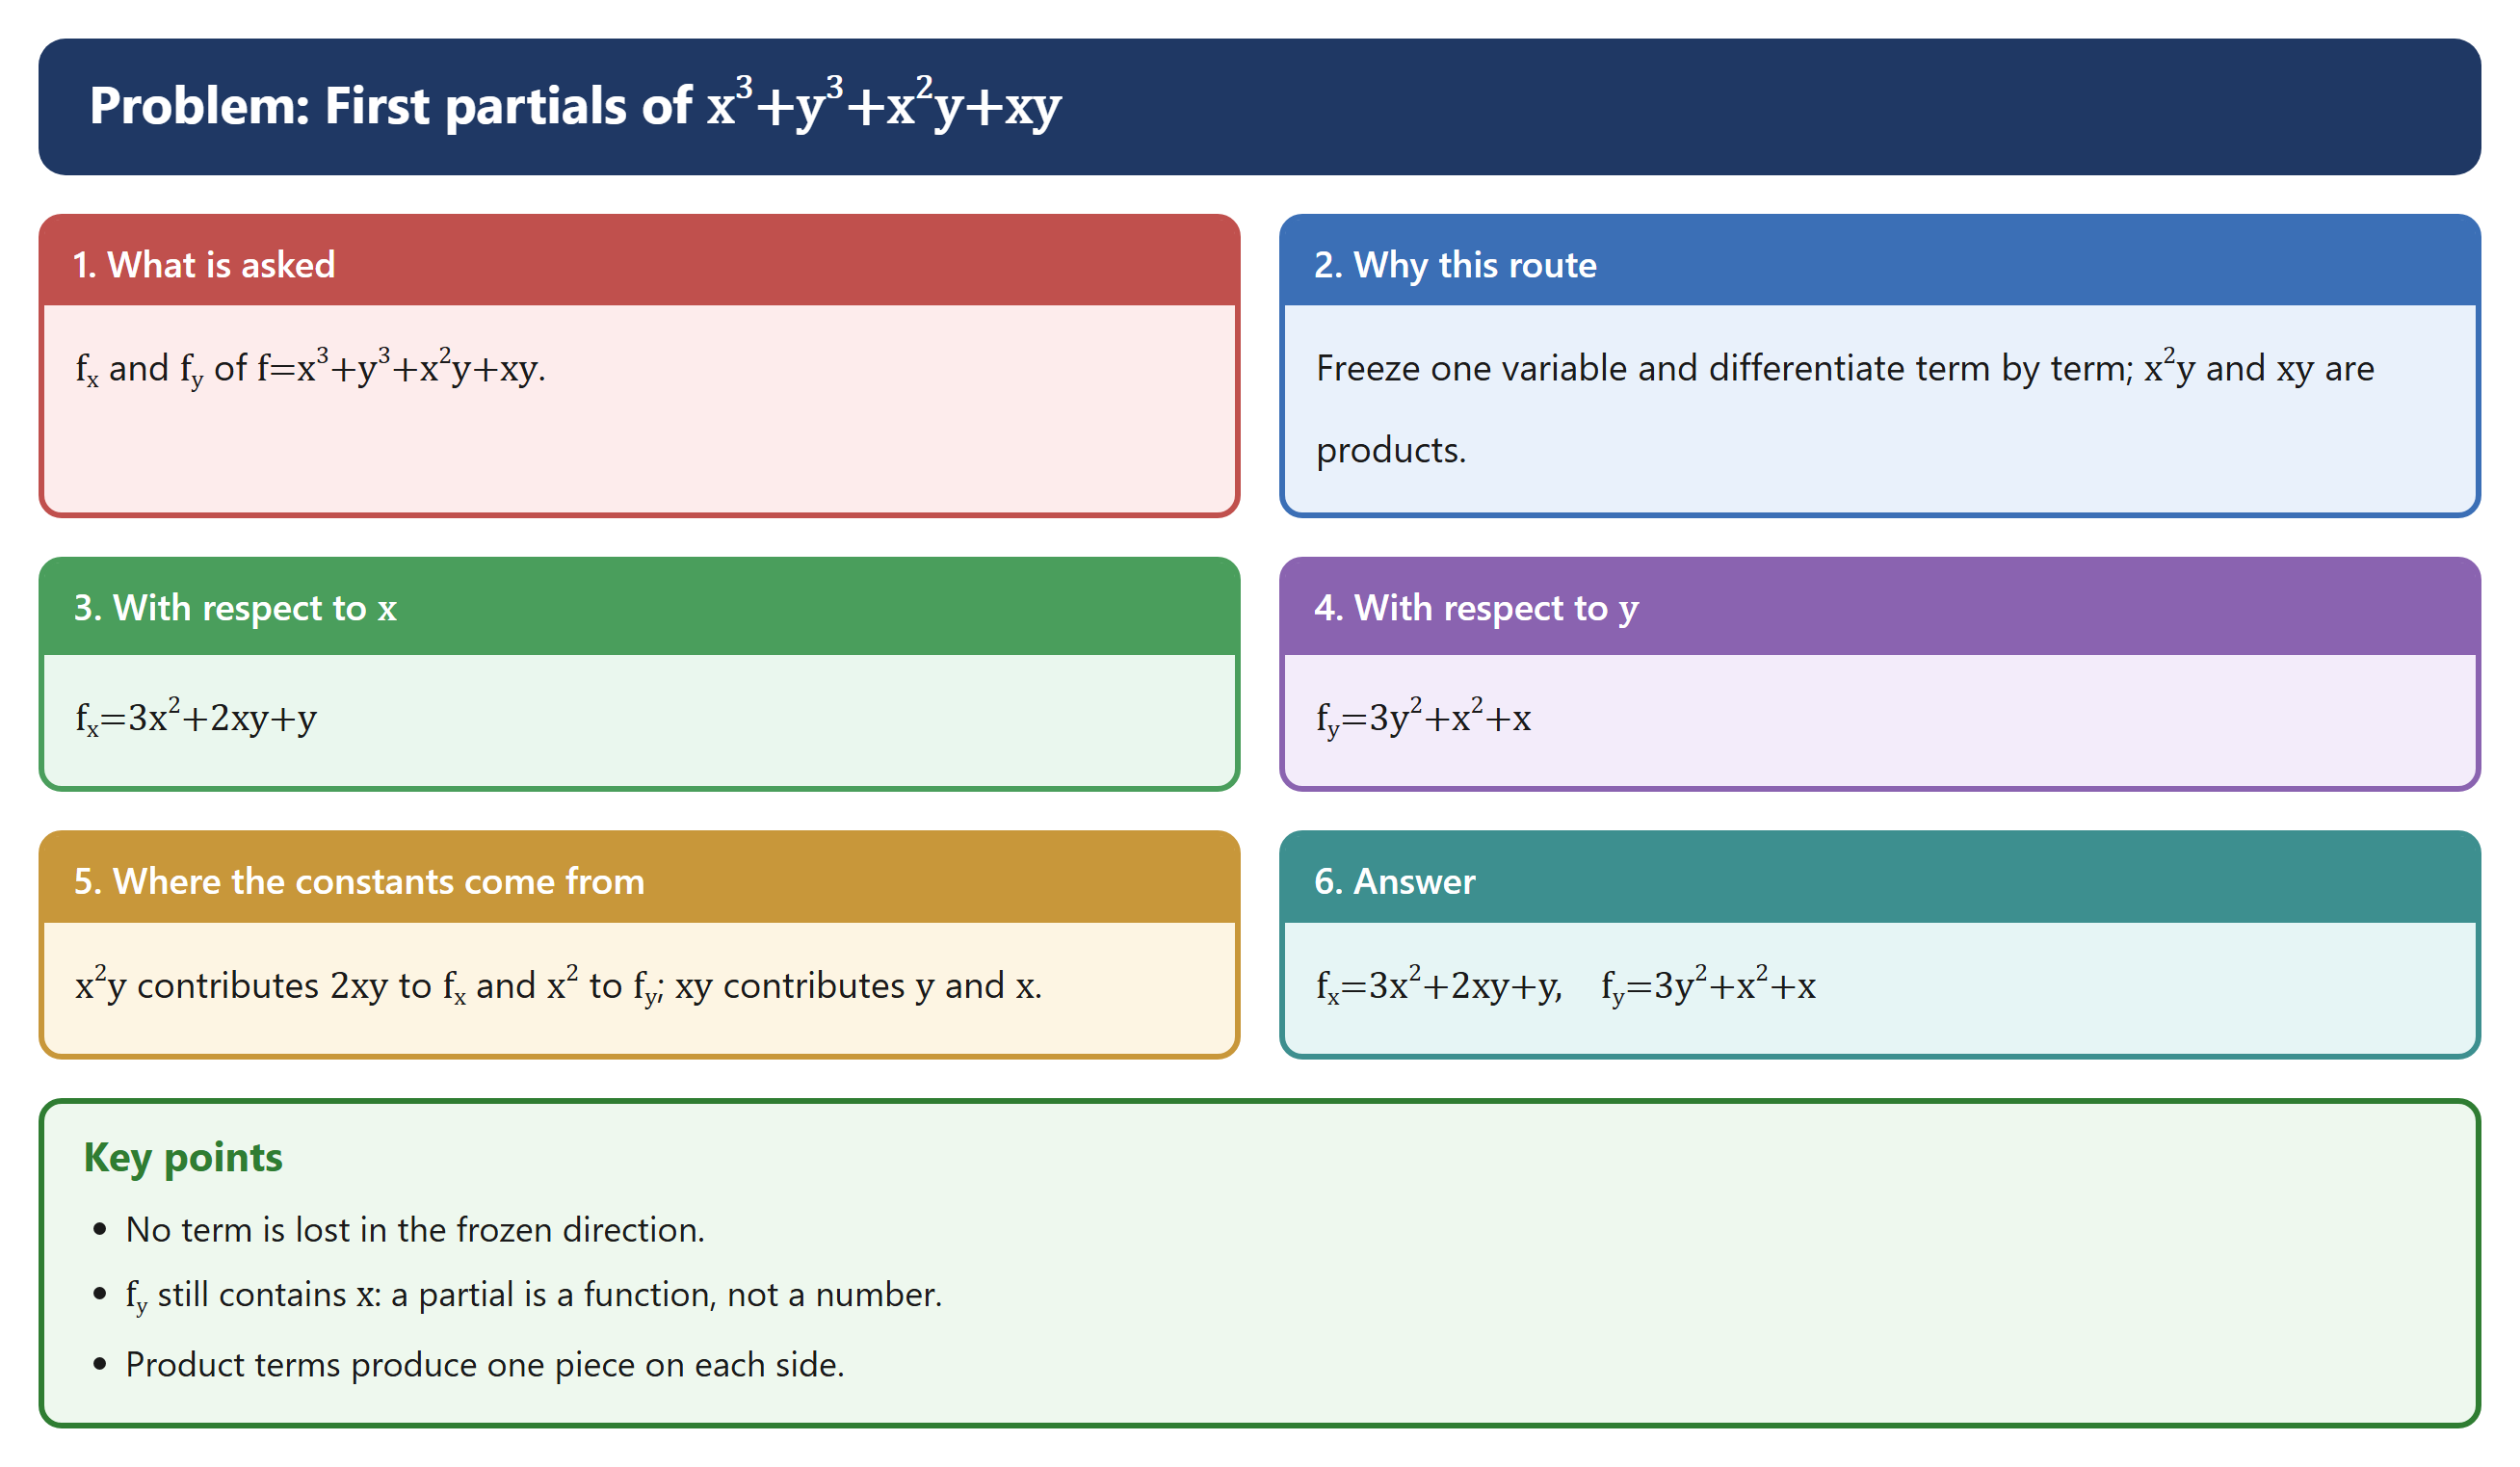 Problem: First partials of x³+y³+x²y+xy
1. What is asked
fₓ and f_y of f=x³+y³+x²y+xy.
2. Why this route
Freeze one variable and differentiate term by term; x²y and xy are
products.
3. With respect to x
fₓ=3x²+2xy+y
4. With respect to y
f_y=3y²+x²+x
5. Where the constants come from
x²y contributes 2xy to fₓ and x² to f_y; xy contributes y and x.
6. Answer
fₓ=3x²+2xy+y, f_y=3y²+x²+x
Key points
• No term is lost in the frozen direction.
• f_y still contains x: a partial is a function, not a number.
• Product terms produce one piece on each side.